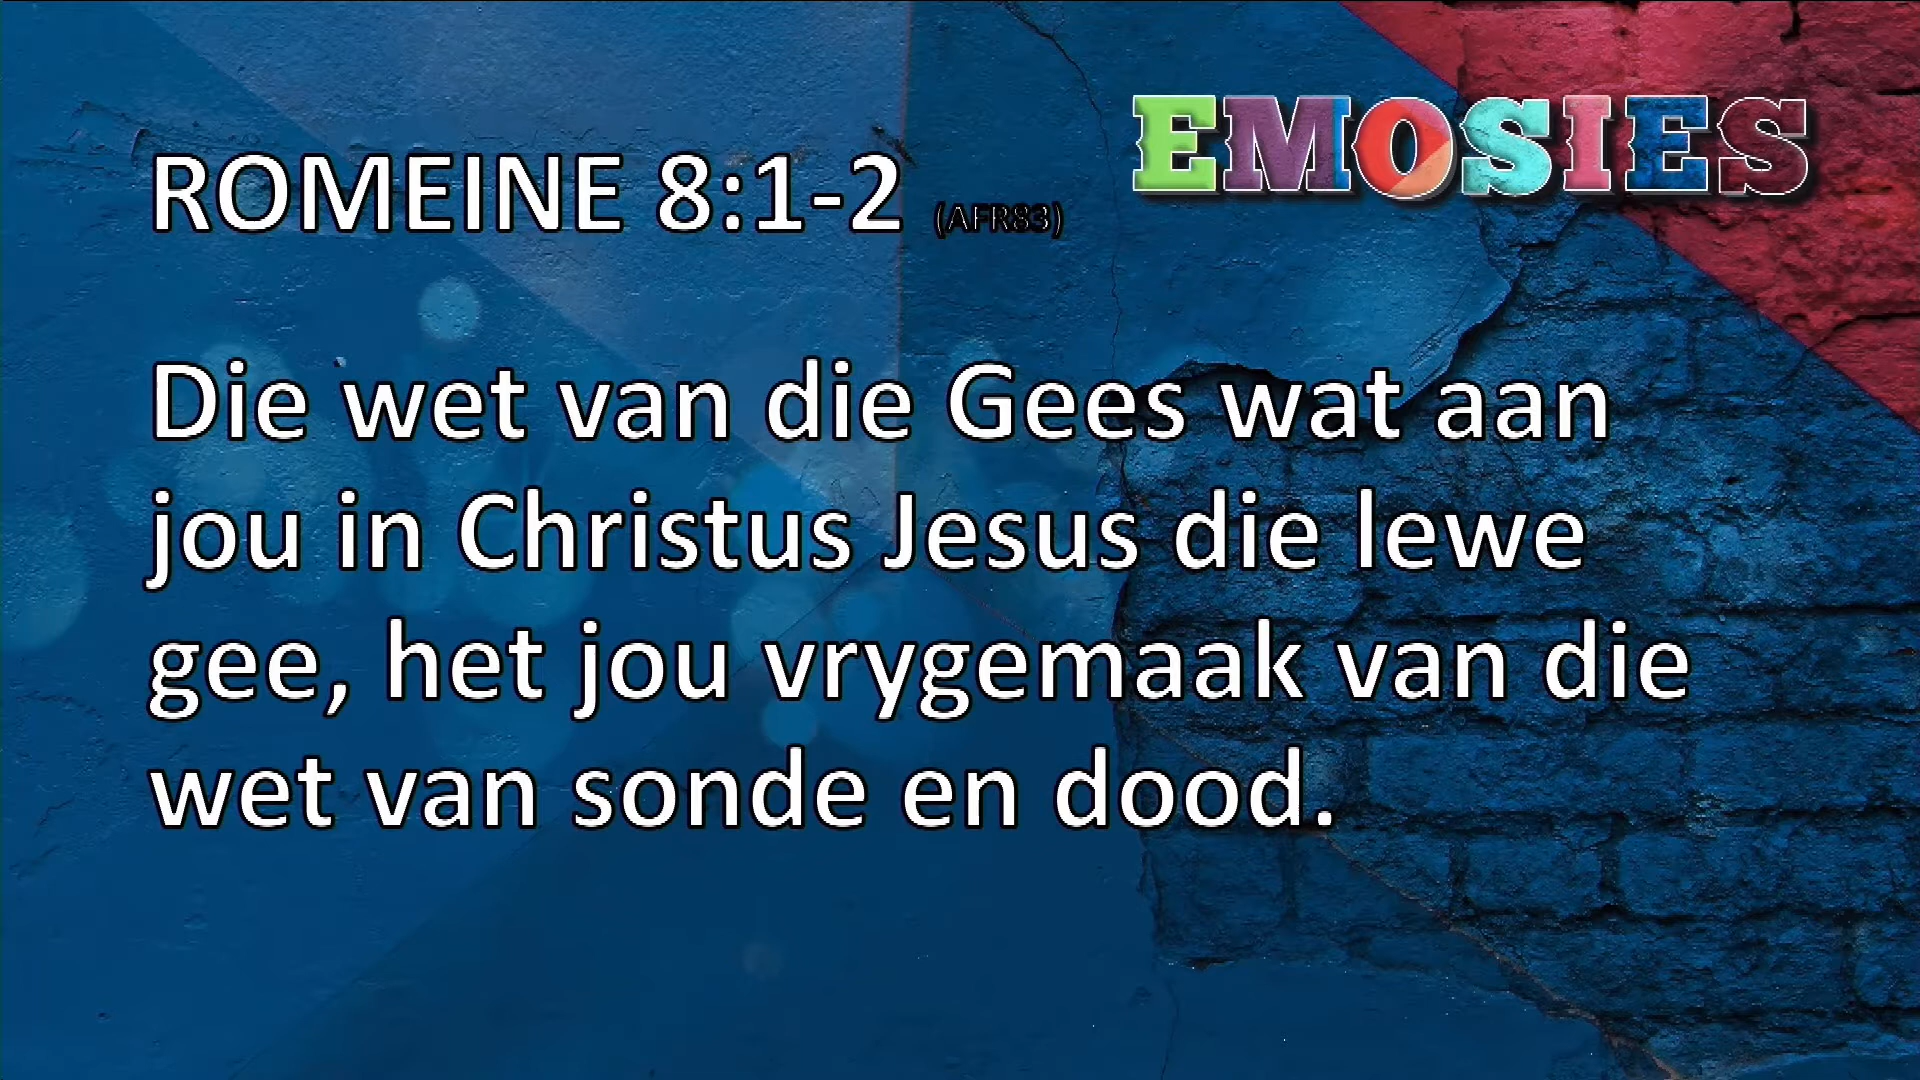 EMOSIES
ROMEINE 8:1-2 (AFR83)
Die wet van die Gees wat aan
jou in Christus Jesus die lewe
gee, het jou vrygemaak van die
wet van sonde en dood.